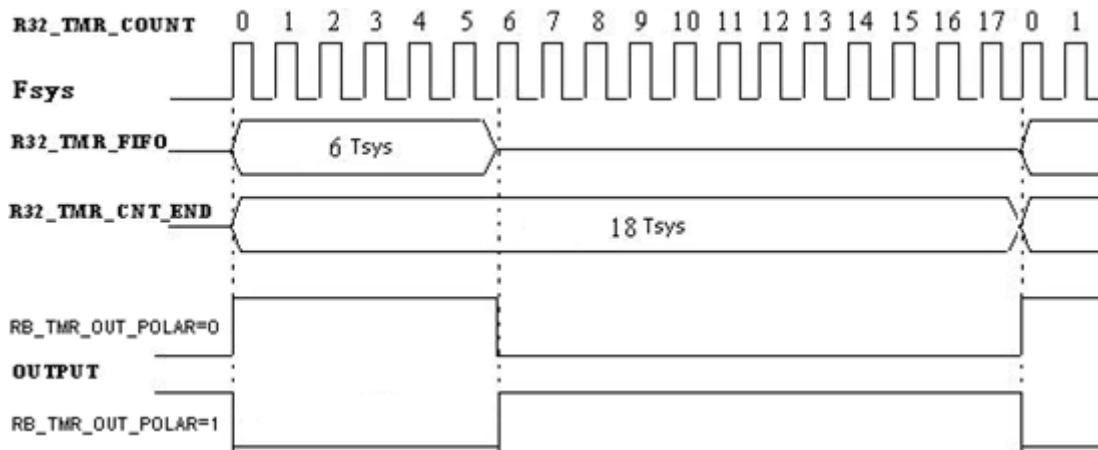 R32_TMR_COUNT 0 1 2 3 4 5 6 7 8 9 10 11 12 13 14 15 16 17 0 1
Fsys
R32_TMR_FIFO 6 Tsys
R32_TMR_CNT_END 18 Tsys
RB_TMR_OUT_POLAR=0
OUTPUT
RB_TMR_OUT_POLAR=1